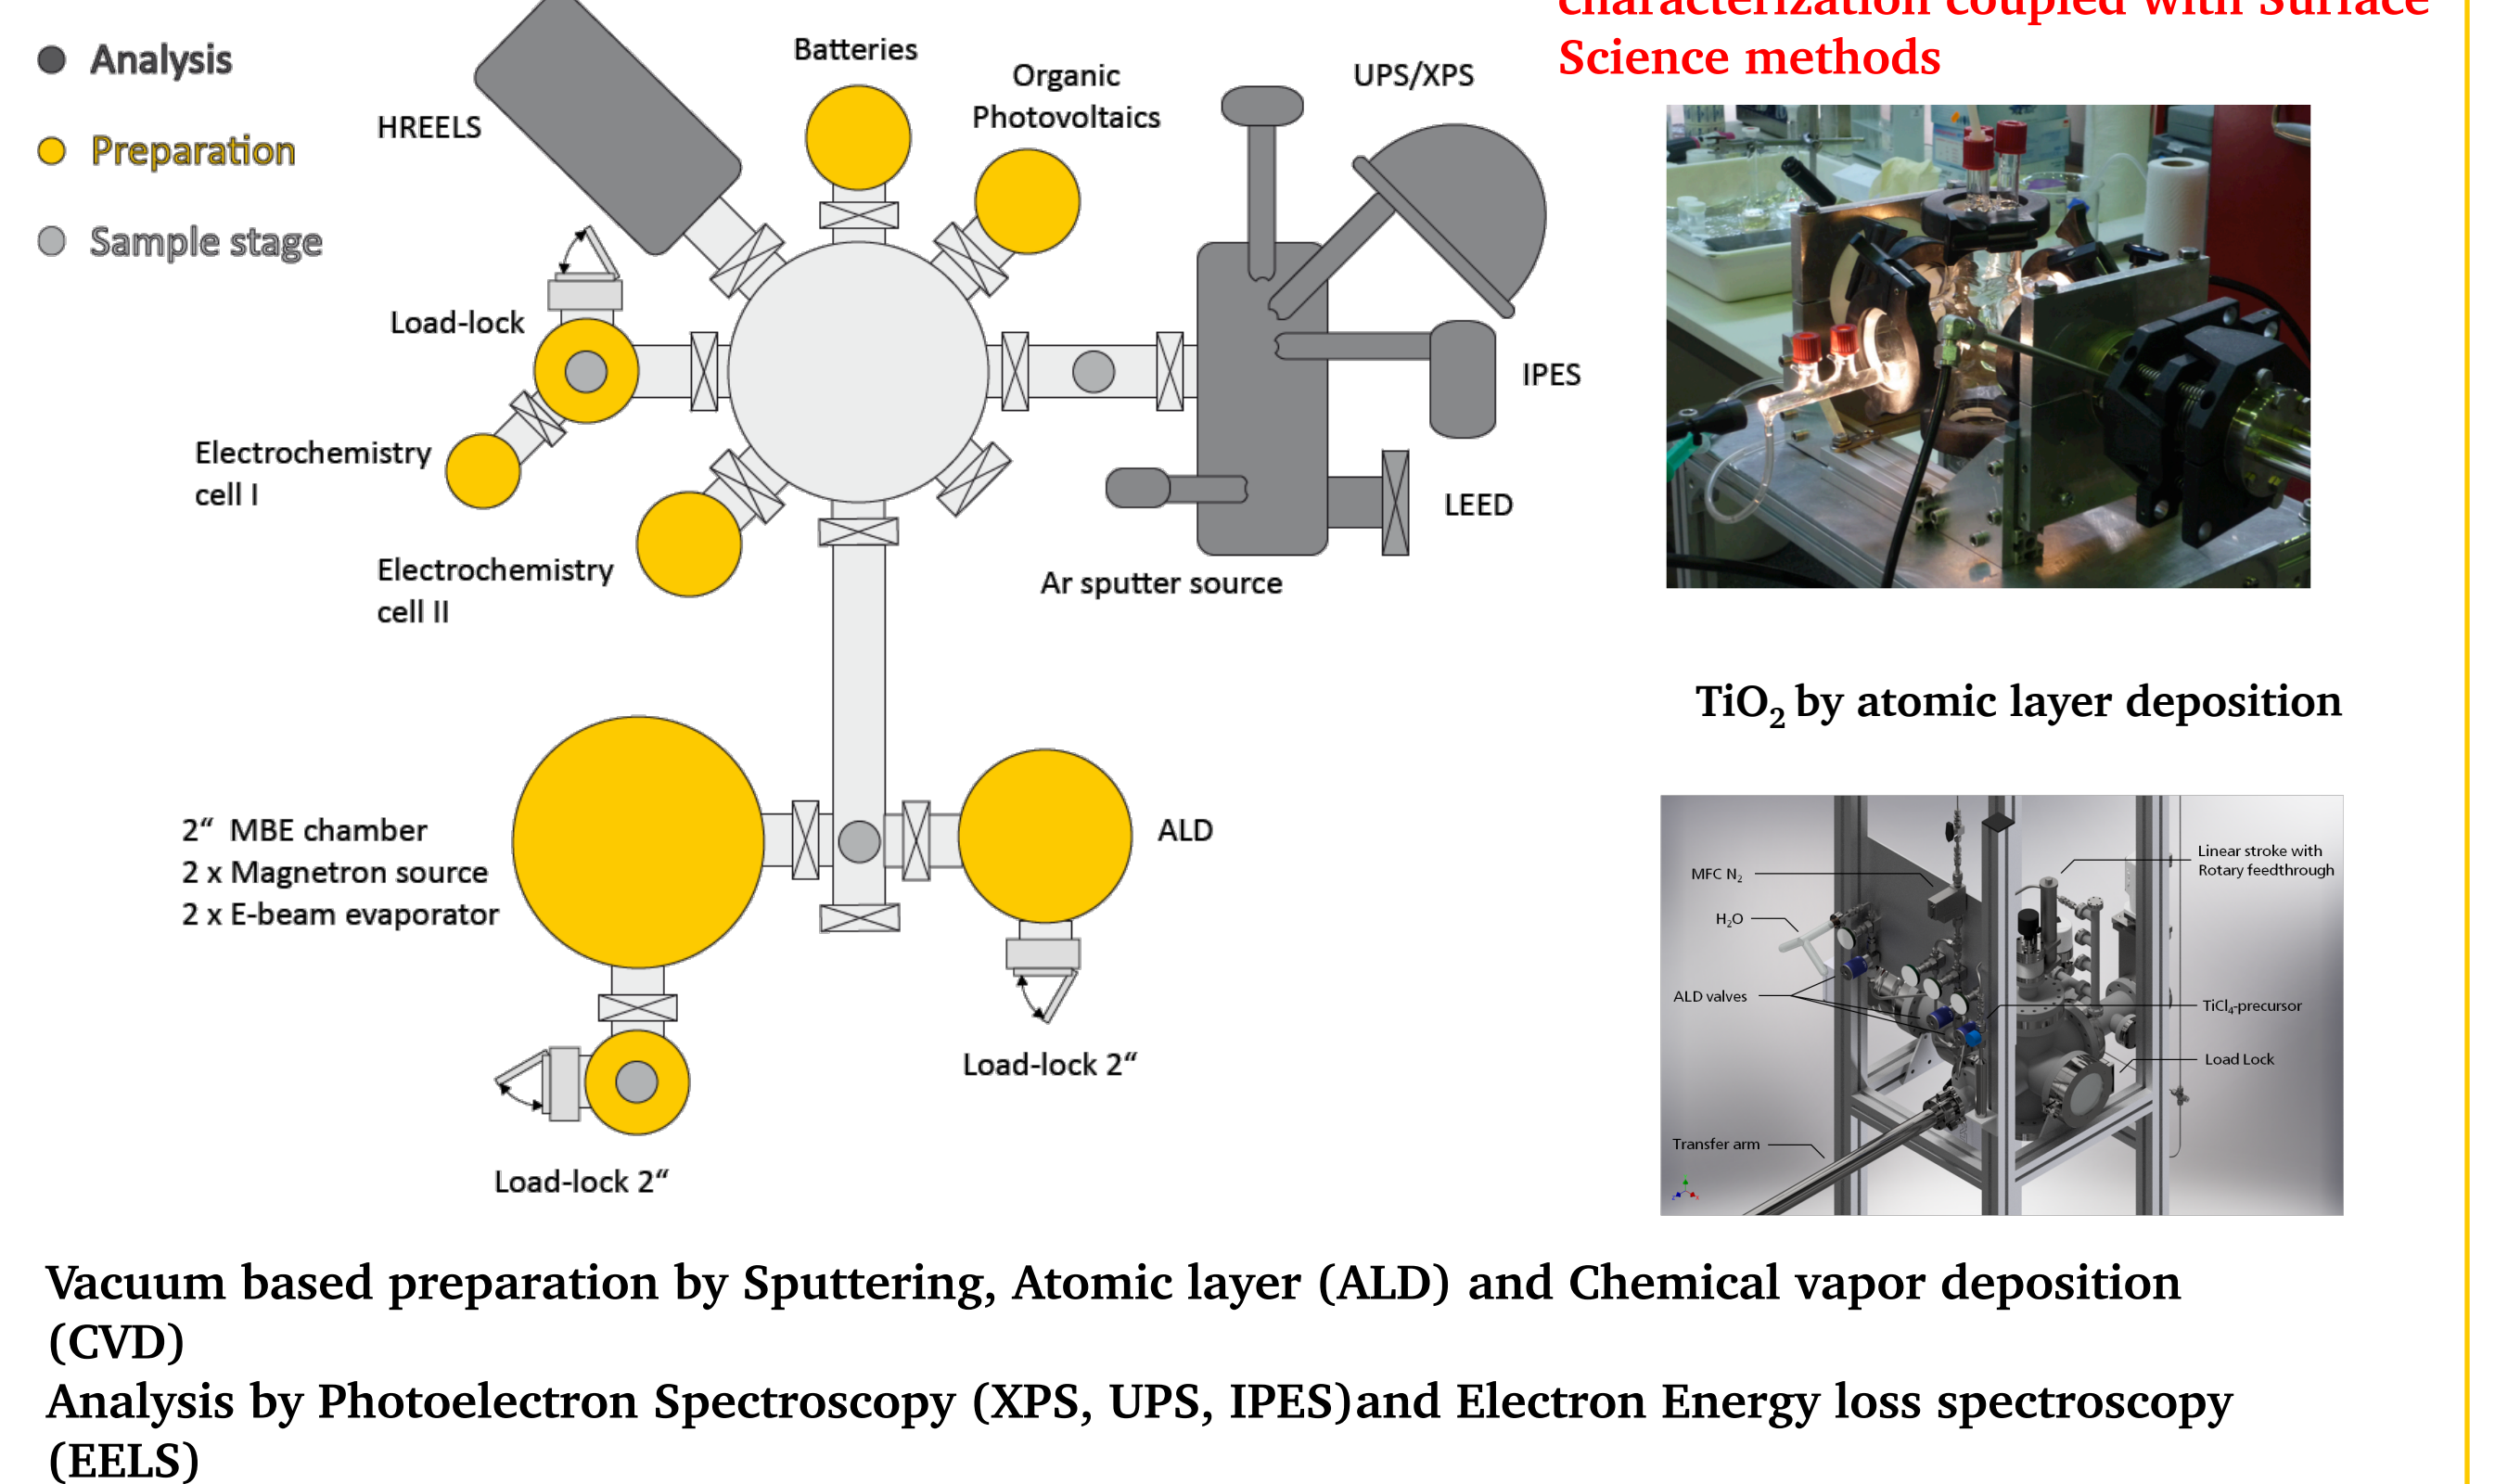 characterization coupled with Surface
Science methods
Analysis
Preparation
Sample stage
HREELS
Batteries
Organic
Photovoltaics
UPS/XPS
Load-lock
IPES
Electrochemistry
cell I
LEED
Electrochemistry
cell II
Ar sputter source
TiO₂ by atomic layer deposition
2“ MBE chamber
2 x Magnetron source
2 x E-beam evaporator
ALD
Load-lock 2“
Load-lock 2“
MFC N₂
H₂O
ALD valves
Transfer arm
Linear stroke with
Rotary feedthrough
TiCl₄-precursor
Load Lock
Vacuum based preparation by Sputtering, Atomic layer (ALD) and Chemical vapor deposition
(CVD)
Analysis by Photoelectron Spectroscopy (XPS, UPS, IPES)and Electron Energy loss spectroscopy
(EELS)